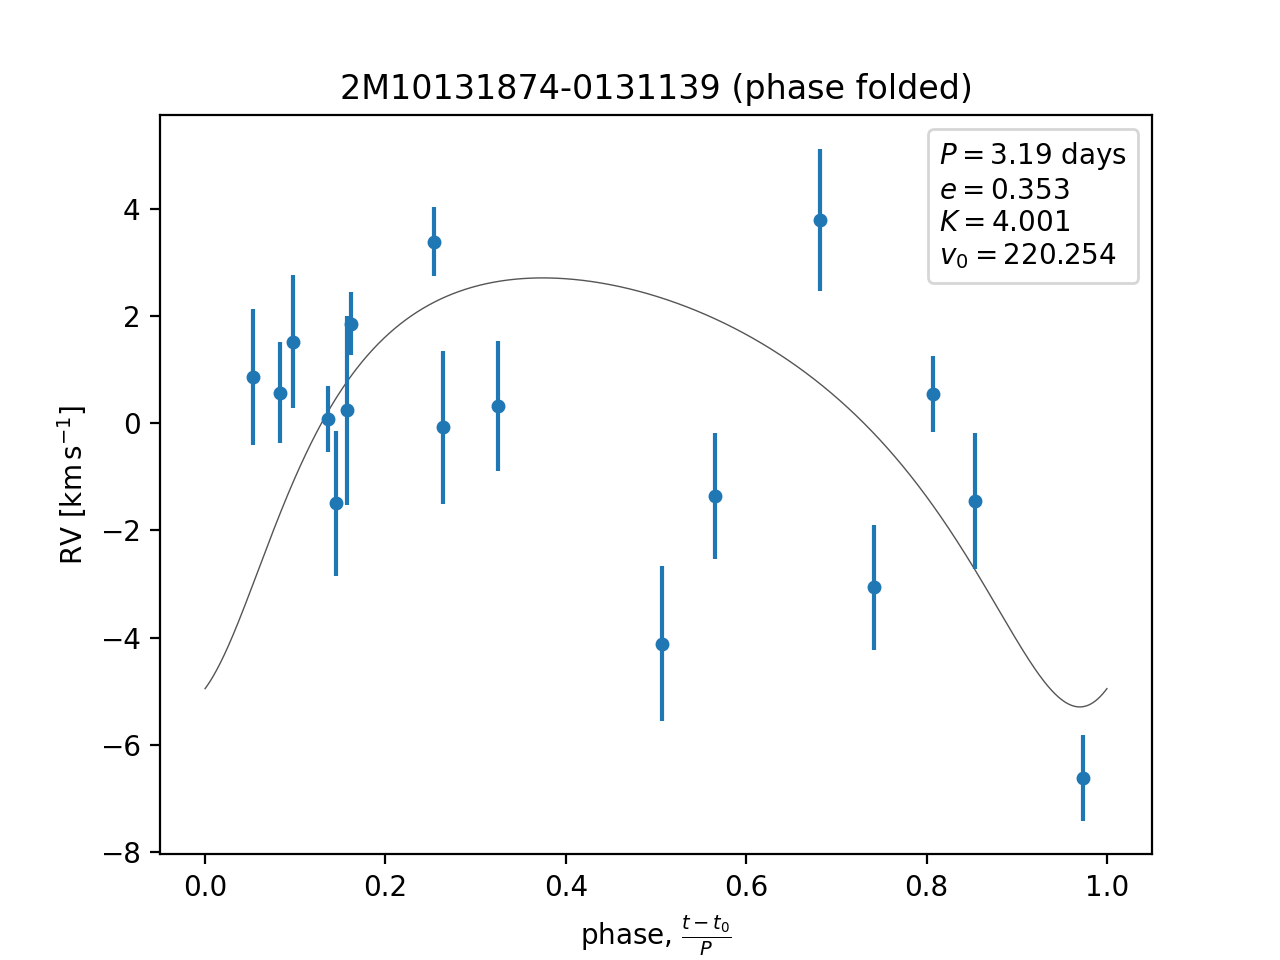 2M10131874-0131139 (phase folded)
P = 3.19 days
e = 0.353
K = 4.001
v₀ = 220.254
RV [km s⁻¹]
4
2
0
−2
−4
−6
−8
0.0 0.2 0.4 0.6 0.8 1.0
phase, (t − t₀)/P